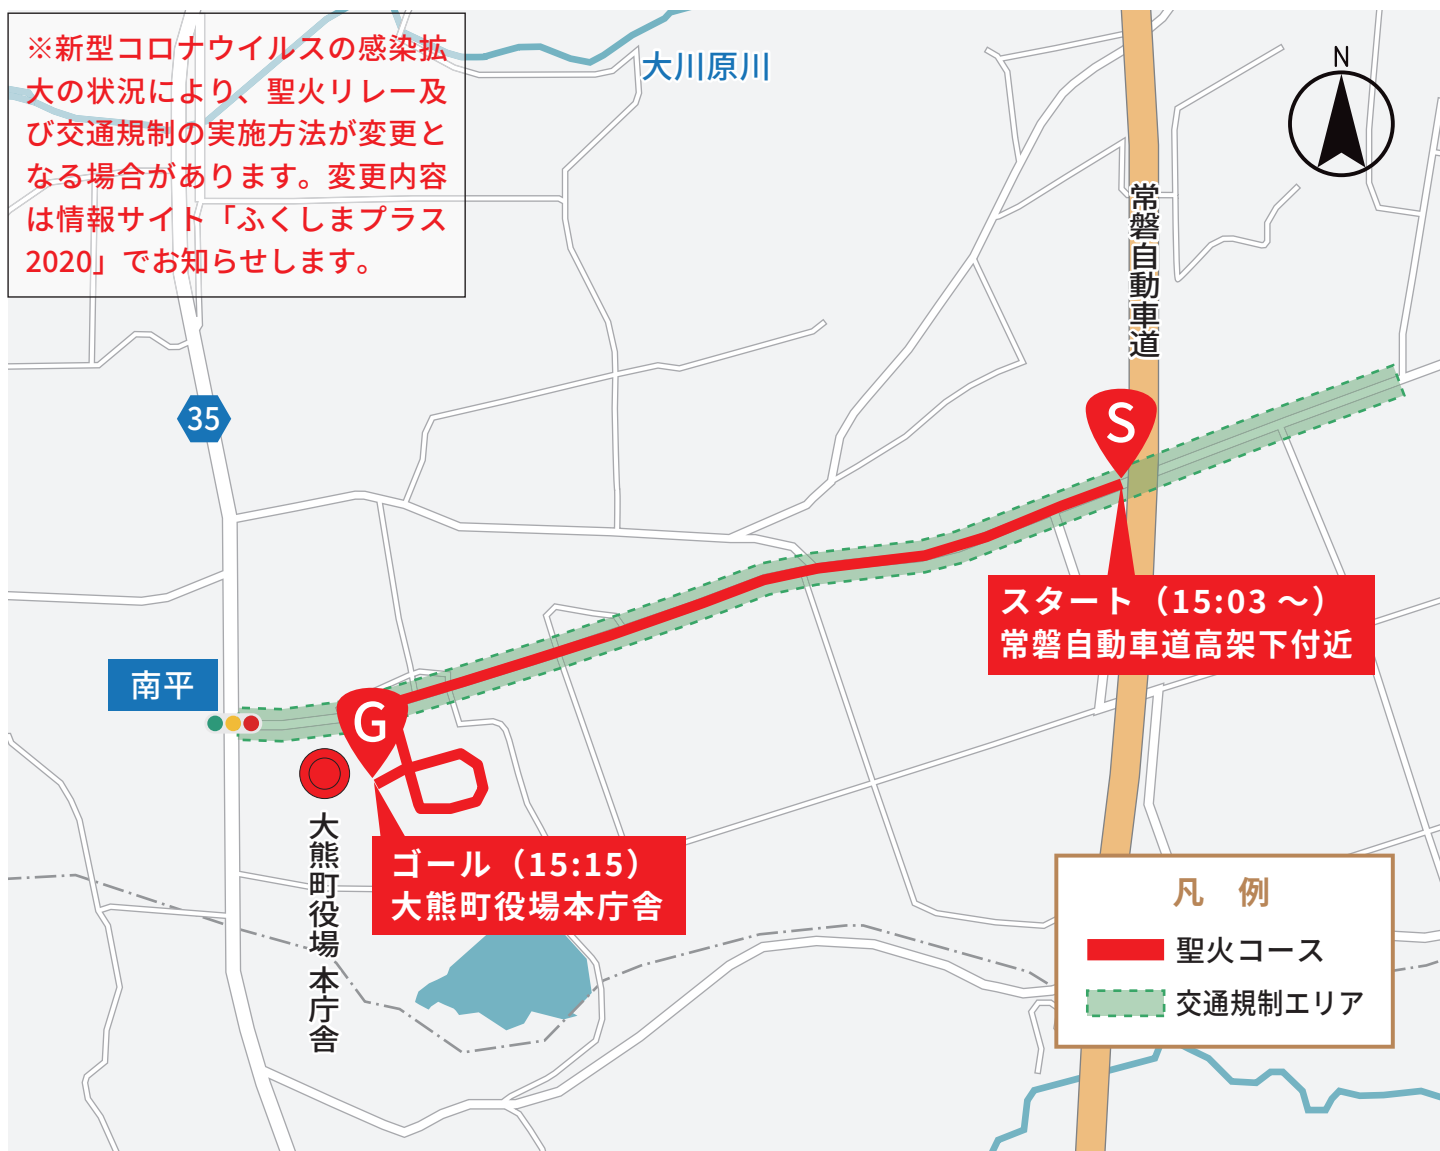 ※新型コロナウイルスの感染拡
大の状況により、聖火リレー及
び交通規制の実施方法が変更と
なる場合があります。変更内容
は情報サイト「ふくしまプラス
2020」でお知らせします。
大川原川
N
常磐自動車道
35
S
スタート（15:03 ～）
常磐自動車道高架下付近
南平
G
ゴール（15:15）
大熊町役場本庁舎
大熊町役場 本庁舎
凡　例
聖火コース
交通規制エリア